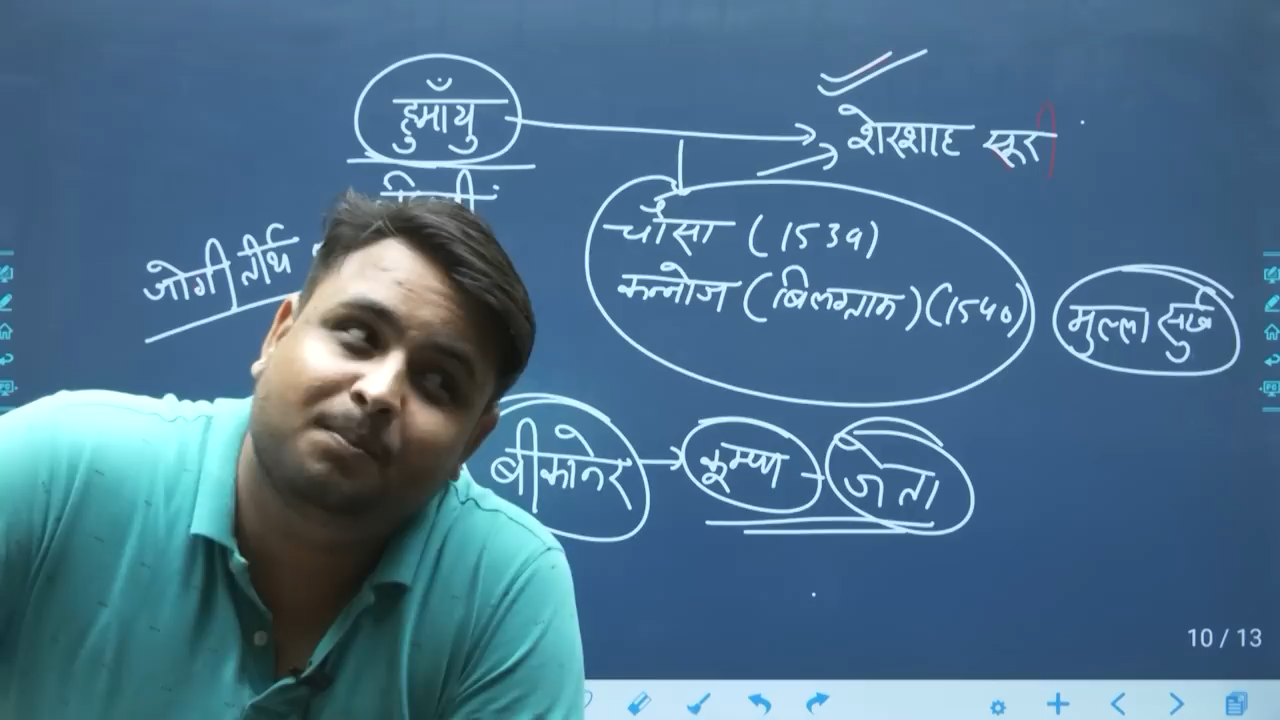 हुमाँयु
शेरशाह सूरी
जोगी तीर्थ
चौसा (1539)
कन्नोज (बिलग्राम) (1540)
मुल्ला सुर्ख
बीकानेर
कूम्पा
जेता
10 / 13